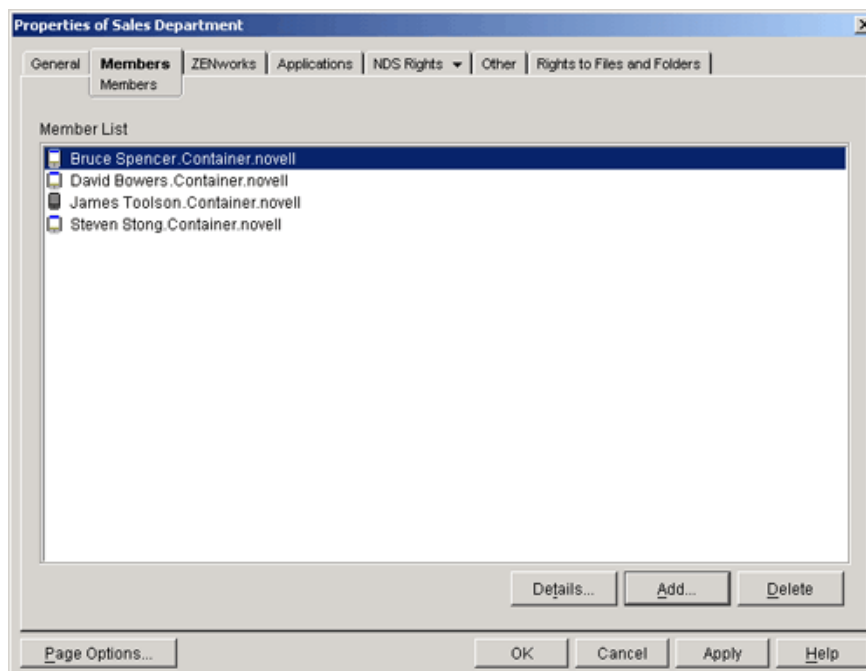 Properties of Sales Department
General Members ZENworks Applications NDS Rights Other Rights to Files and Folders
Members
Member List
Bruce Spencer.Container.novell
David Bowers.Container.novell
James Toolson.Container.novell
Steven Stong.Container.novell
Details... Add... Delete
Page Options... OK Cancel Apply Help